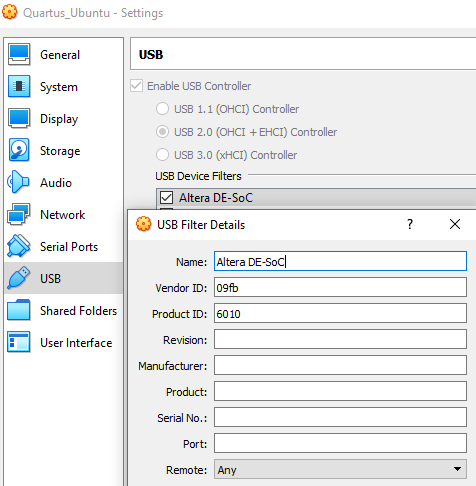 Quartus_Ubuntu - Settings
General
System
Display
Storage
Audio
Network
Serial Ports
USB
Shared Folders
User Interface
USB
Enable USB Controller
USB 1.1 (OHCI) Controller
USB 2.0 (OHCI + EHCI) Controller
USB 3.0 (xHCI) Controller
USB Device Filters
Altera DE-SoC
USB Filter Details ?
Name: Altera DE-SoC
Vendor ID: 09fb
Product ID: 6010
Revision:
Manufacturer:
Product:
Serial No.:
Port:
Remote: Any